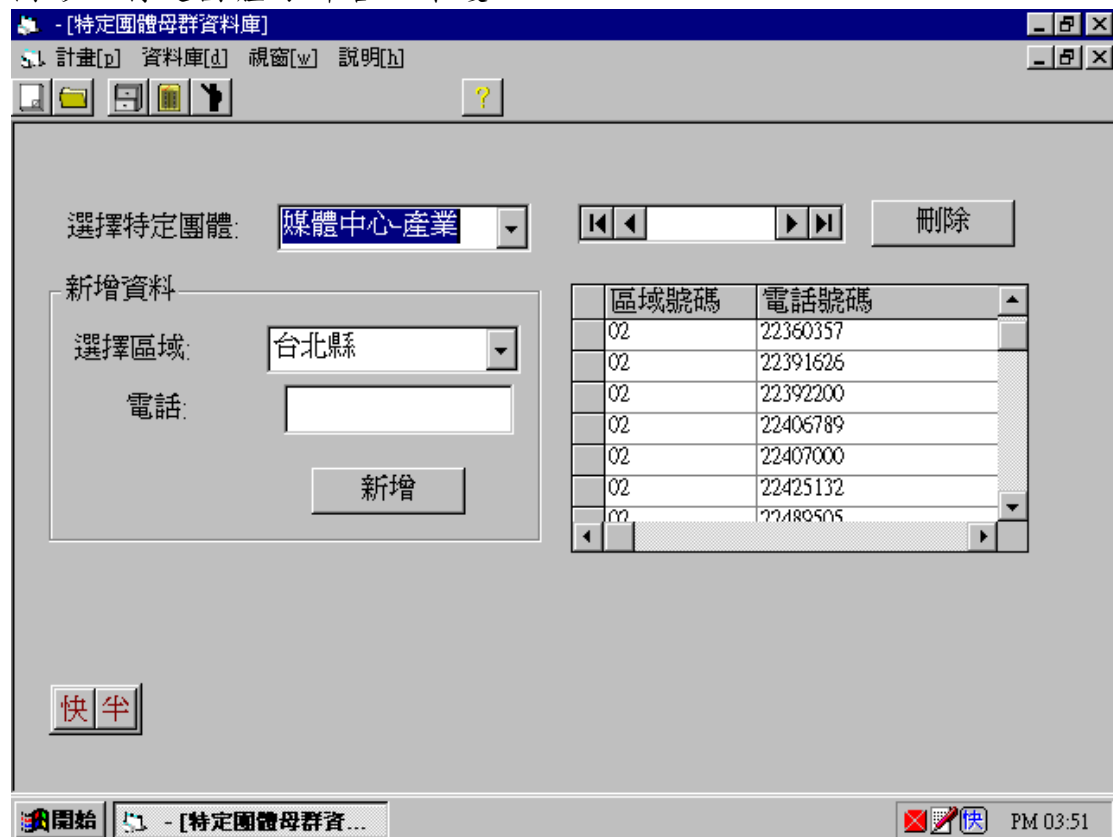 - [特定團體母群資料庫]
計畫[p] 資料庫[d] 視窗[w] 說明[h]
?
選擇特定團體: 媒體中心-產業 刪除
新增資料
選擇區域: 台北縣
電話:
新增
區域號碼 電話號碼
02 22360357
02 22391626
02 22392200
02 22406789
02 22407000
02 22425132
02 22489505
快 半
開始 - [特定團體母群資... 快 PM 03:51